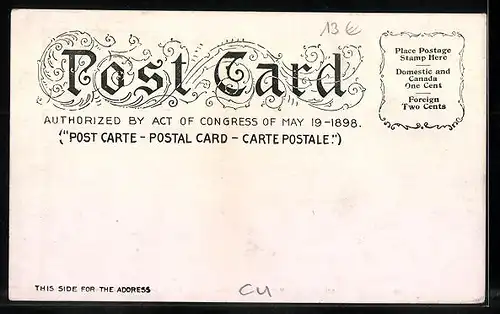 13€
Post Card
Place Postage
Stamp Here
Domestic and
Canada
One Cent
Foreign
Two Cents
AUTHORIZED BY ACT OF CONGRESS OF MAY 19-1898.
("POST CARTE - POSTAL CARD - CARTE POSTALE.")
THIS SIDE FOR THE ADDRESS
CU